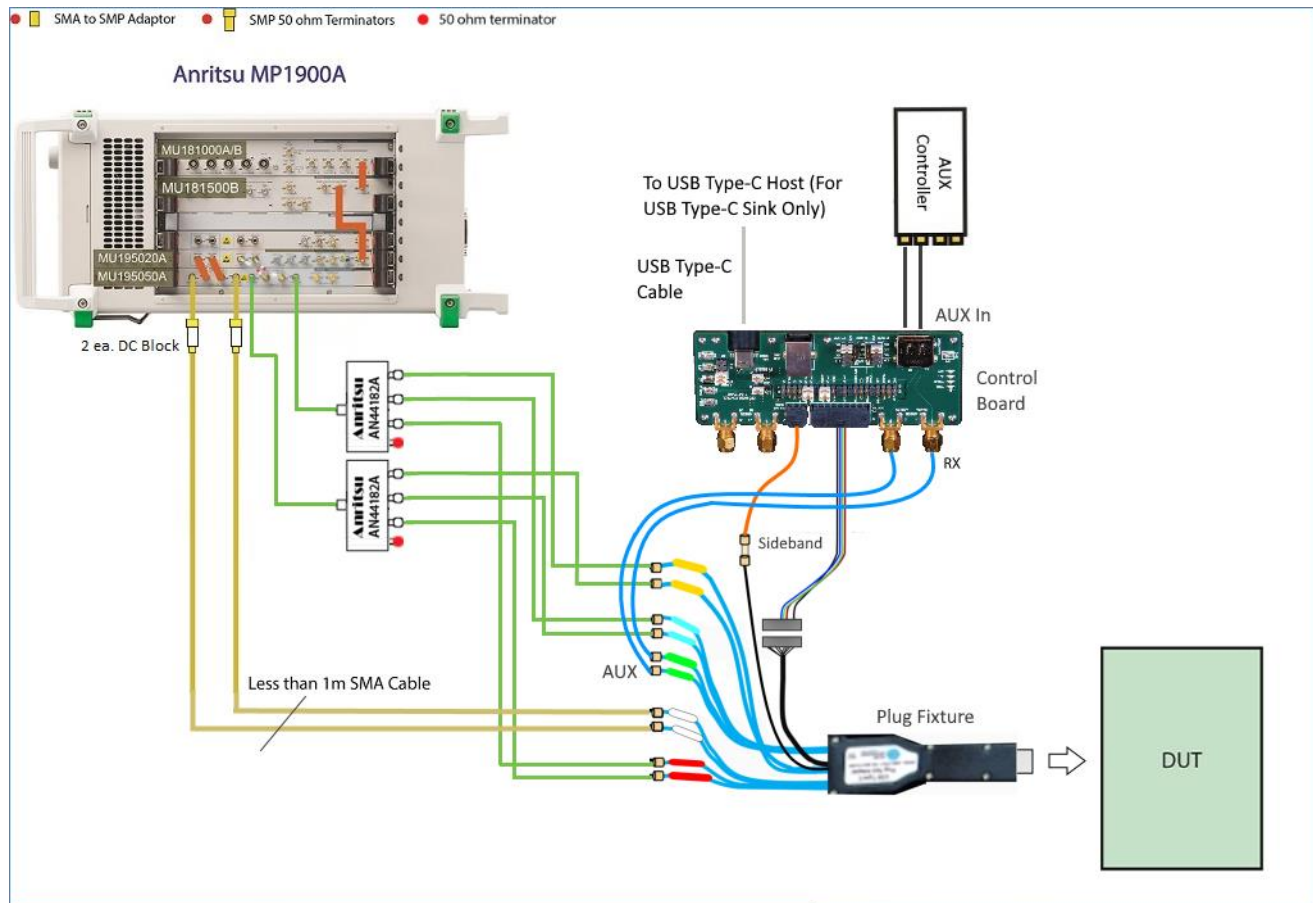 SMA to SMP Adaptor
SMP 50 ohm Terminators
50 ohm terminator
Anritsu MP1900A
MU181000A/B
MU181500B
MU195020A
MU195050A
2 ea. DC Block
Anritsu
AN44182A
Anritsu
AN44182A
AUX
Controller
To USB Type-C Host (For
USB Type-C Sink Only)
USB Type-C
Cable
AUX In
Control
Board
RX
Sideband
AUX
Less than 1m SMA Cable
Plug Fixture
DUT